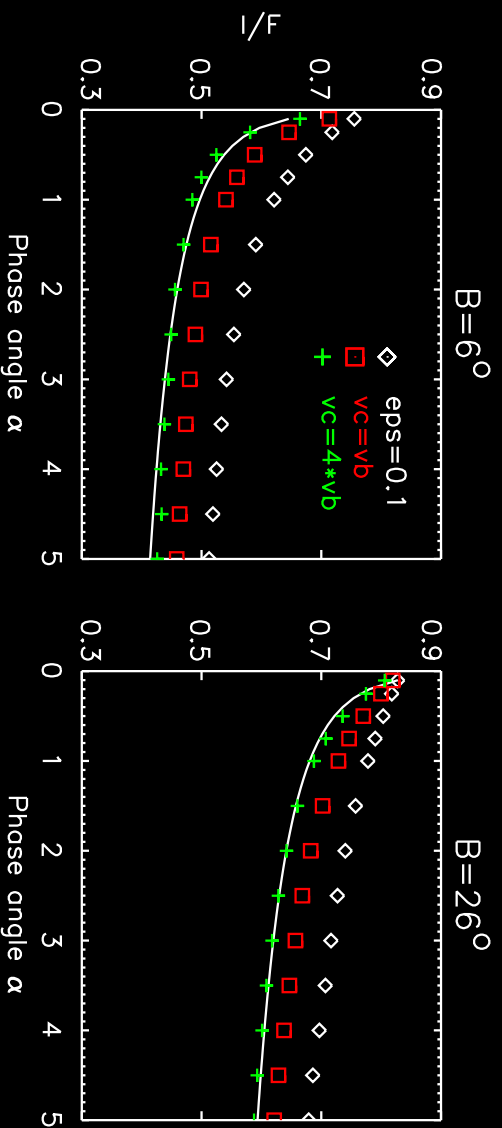 B=6°
I/F
0.9
0.7
0.5
0.3
eps=0.1
vc=vb
vc=4*vb
0 1 2 3 4 5
Phase angle α
B=26°
0.9
0.7
0.5
0.3
0 1 2 3 4 5
Phase angle α